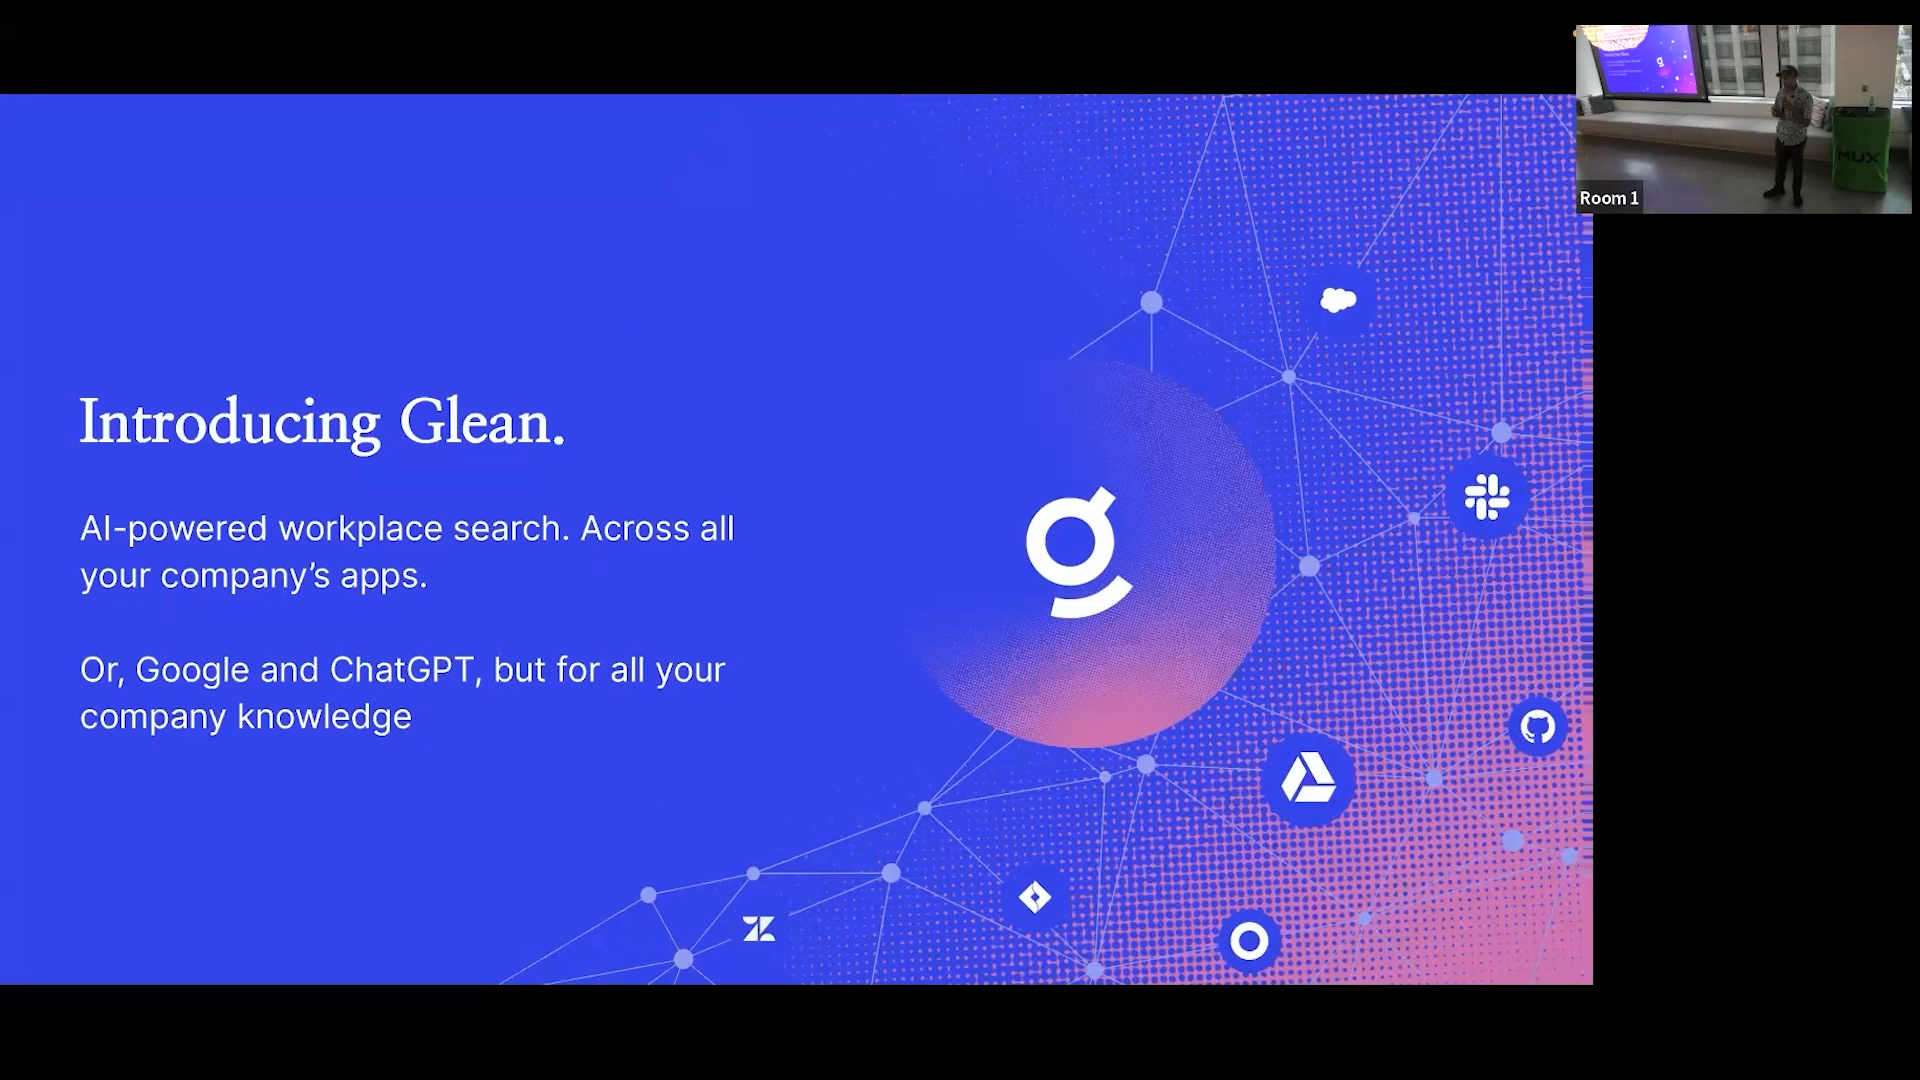 Introducing Glean.
AI-powered workplace search. Across all
your company’s apps.
Or, Google and ChatGPT, but for all your
company knowledge
Room 1
MUX